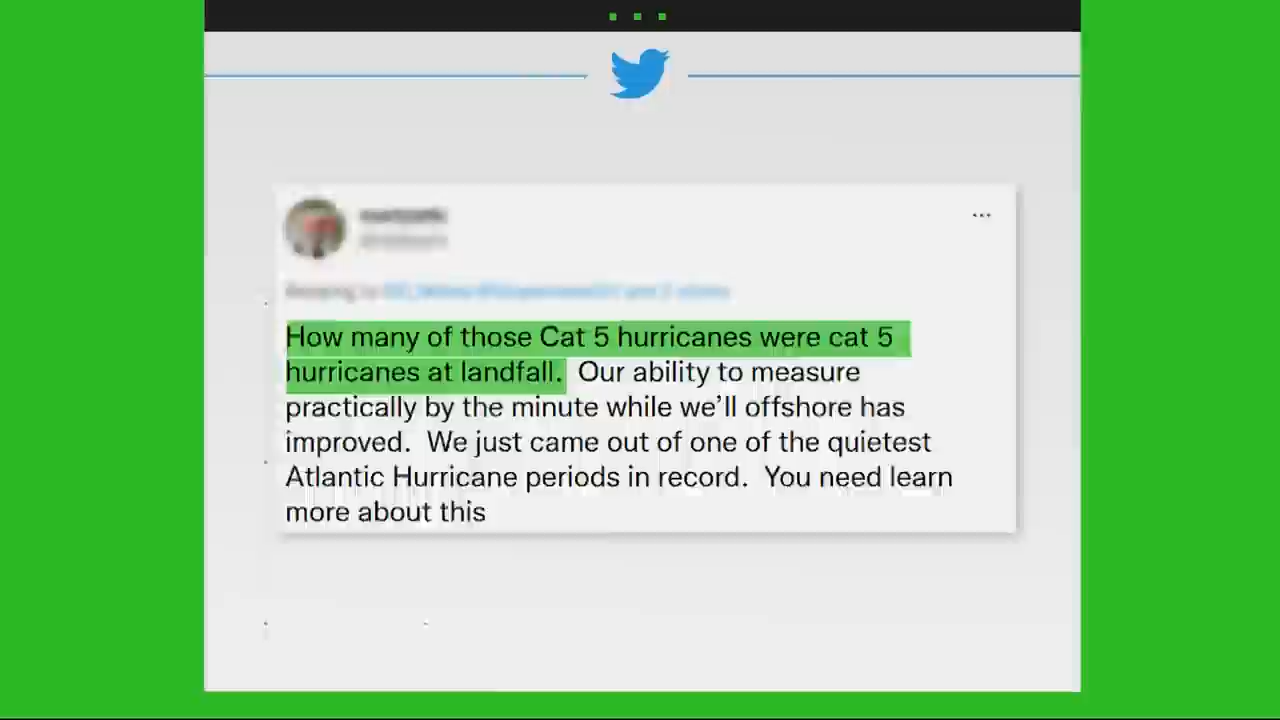 How many of those Cat 5 hurricanes were cat 5
hurricanes at landfall.  Our ability to measure
practically by the minute while we’ll offshore has
improved.  We just came out of one of the quietest
Atlantic Hurricane periods in record.  You need learn
more about this